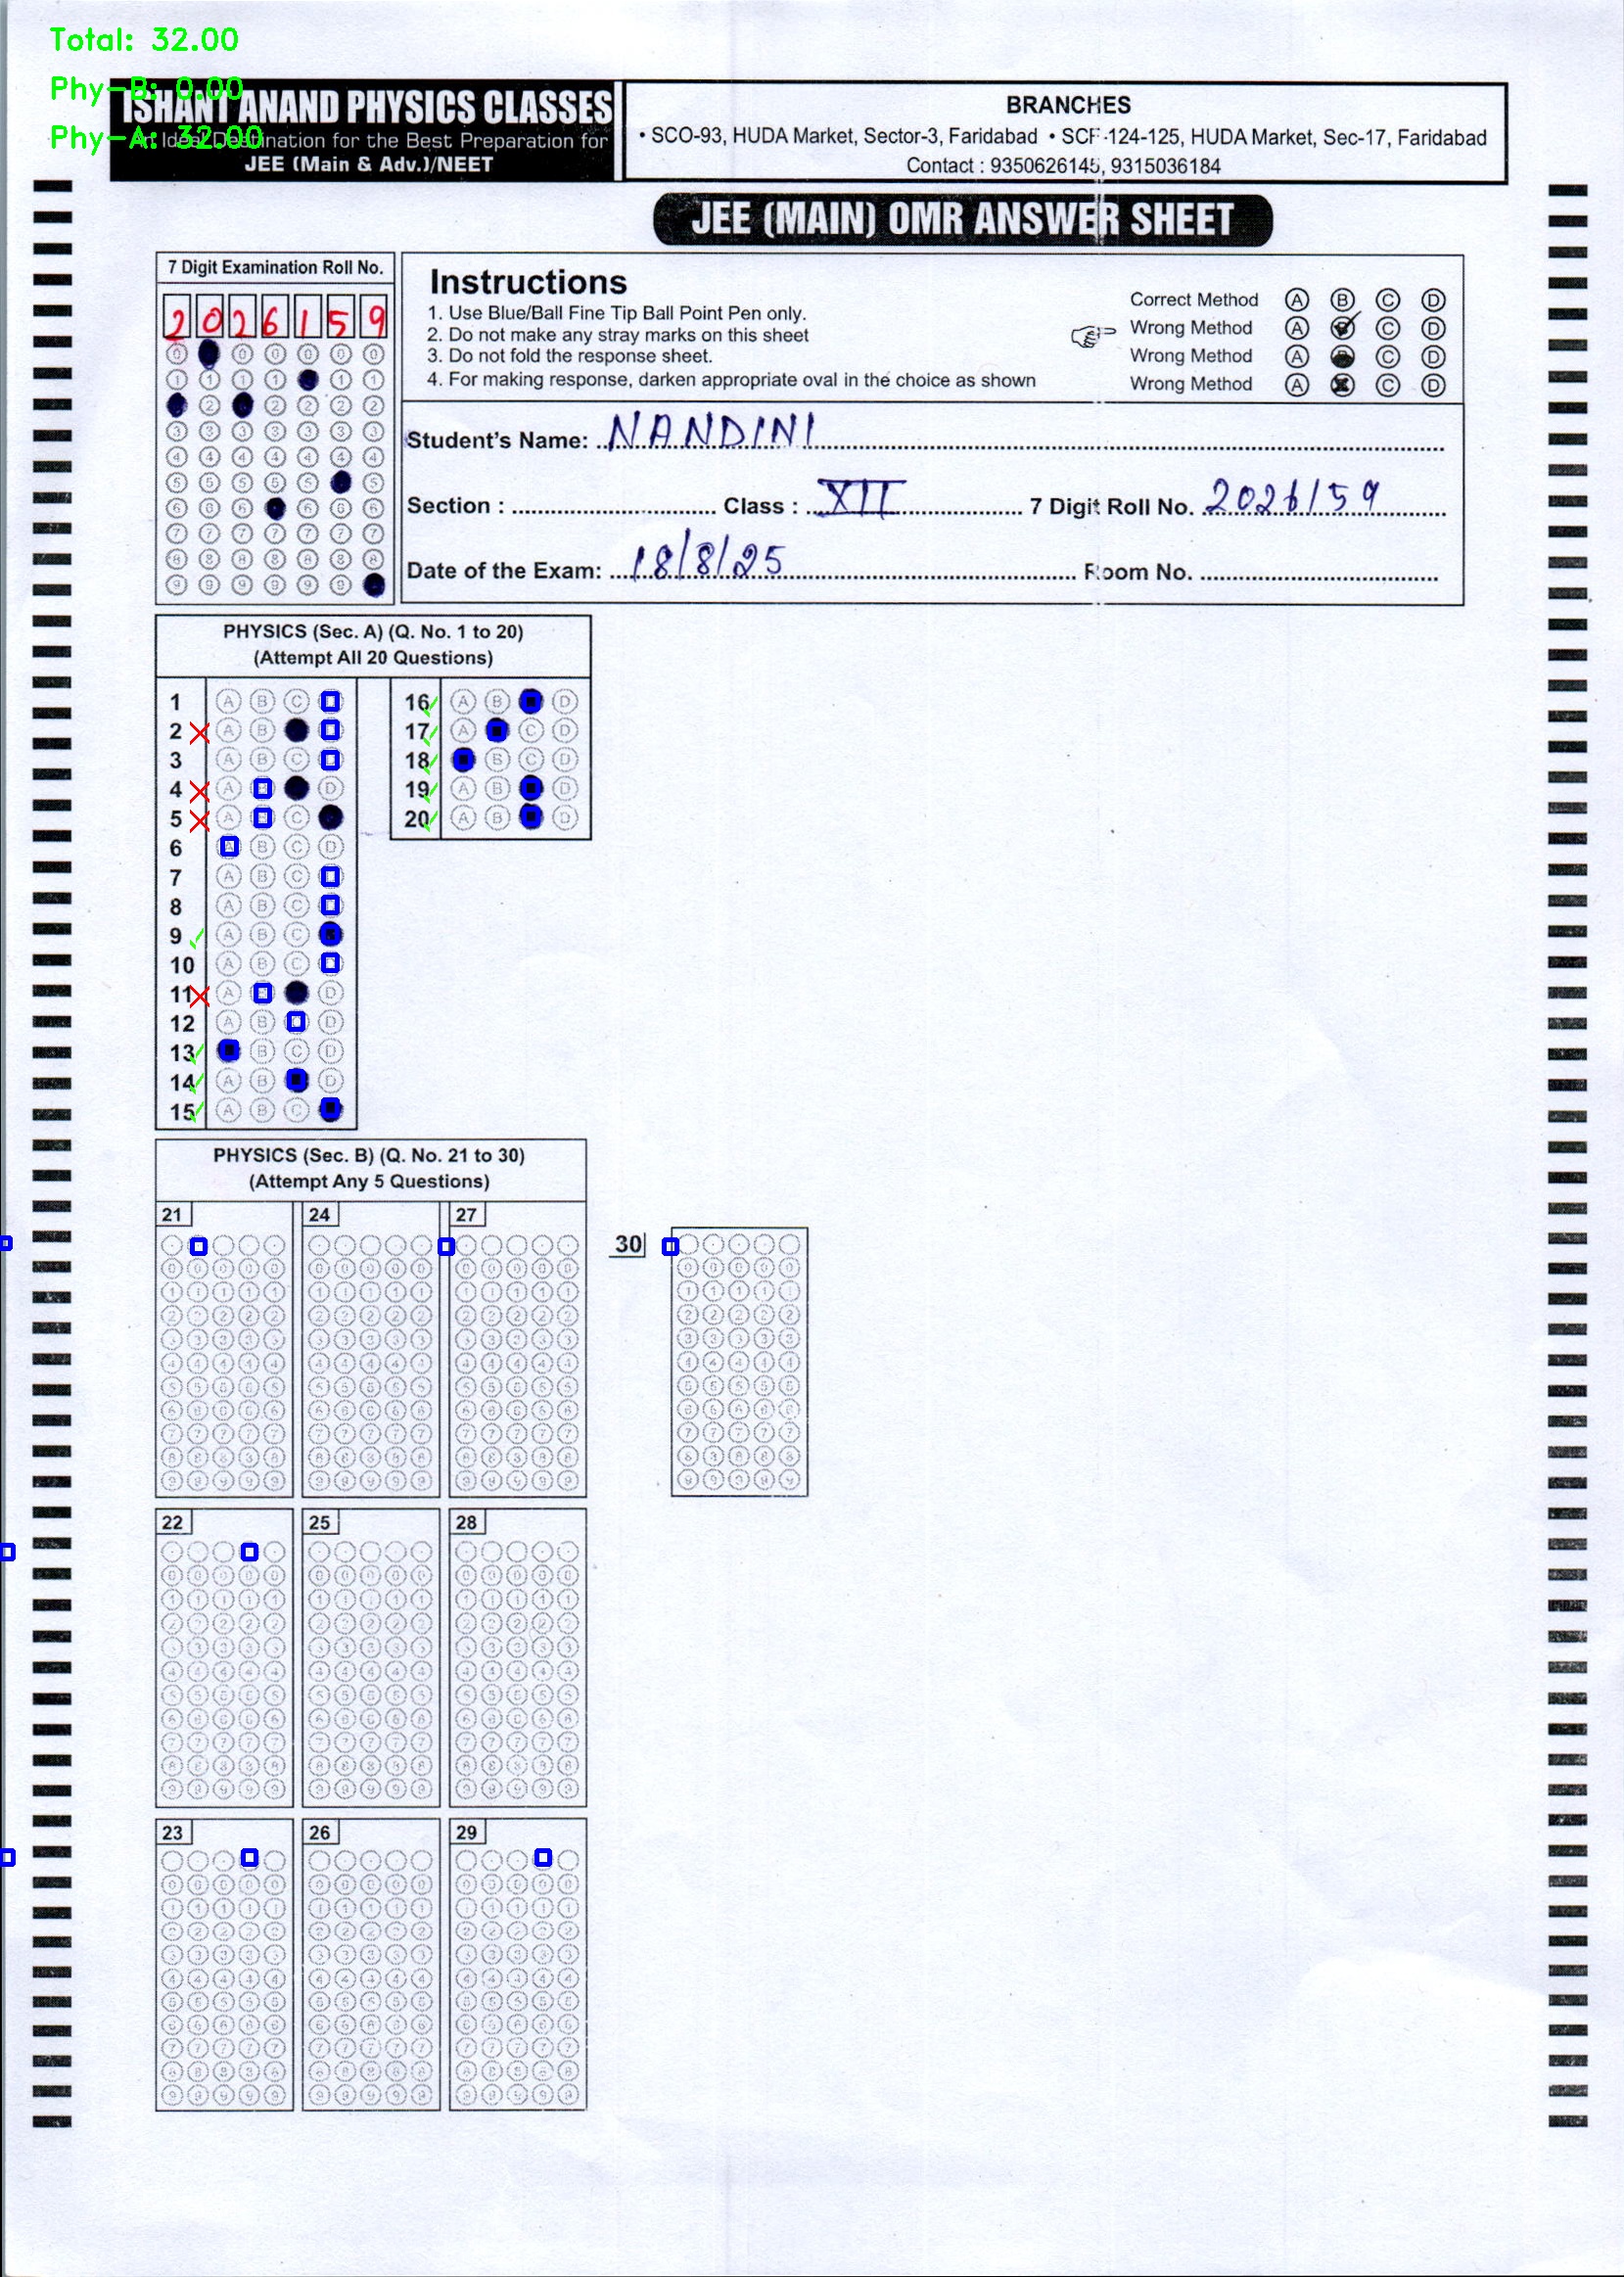 Total: 32.00
Phy-B: 0.00
Phy-A: 32.00
ISHANT ANAND PHYSICS CLASSES
An Ideal Destination for the Best Preparation for
JEE (Main & Adv.)/NEET
BRANCHES
• SCO-93, HUDA Market, Sector-3, Faridabad • SCF-124-125, HUDA Market, Sec-17, Faridabad
Contact : 9350626145, 9315036184
JEE (MAIN) OMR ANSWER SHEET
7 Digit Examination Roll No.
2 0 2 6 1 5 9
Instructions
1. Use Blue/Ball Fine Tip Ball Point Pen only.
2. Do not make any stray marks on this sheet
3. Do not fold the response sheet.
4. For making response, darken appropriate oval in the choice as shown
Correct Method A B C D
Wrong Method A B C D
Wrong Method A C D
Wrong Method A C D
Student's Name: NANDINI
Section : Class : XII 7 Digit Roll No. 2026159
Date of the Exam: 18/8/25 Room No.
PHYSICS (Sec. A) (Q. No. 1 to 20)
(Attempt All 20 Questions)
1 A B C
2 A B
3 A B C
4 A D
5 A C
6 A B C D
7 A B C
8 A B C
9 A B C
10 A B C
11 A D
12 A B D
13 B C D
14 A B D
15 A B C
16 A B D
17 A C D
18 B C D
19 A B D
20 A B D
PHYSICS (Sec. B) (Q. No. 21 to 30)
(Attempt Any 5 Questions)
21 24 27 30
22 25 28
23 26 29